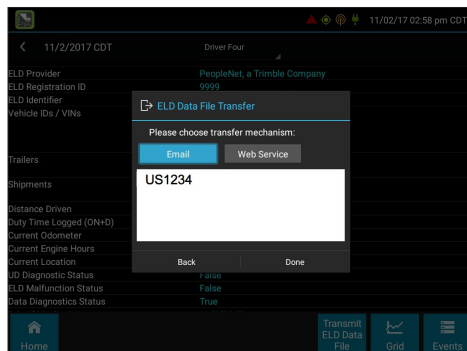 11/02/17 02:58 pm CDT
11/2/2017 CDT
Driver Four
ELD Provider
PeopleNet, a Trimble Company
ELD Registration ID
9999
ELD Identifier
Vehicle IDs / VINs
ELD Data File Transfer
Please choose transfer mechanism:
Email
Web Service
US1234
Trailers
Shipments
Distance Driven
Duty Time Logged (ON+D)
Current Odometer
Current Engine Hours
Current Location
Back
Done
UD Diagnostic Status
False
ELD Malfunction Status
False
Data Diagnostics Status
True
Home
Transmit
ELD Data
File
Grid
Events